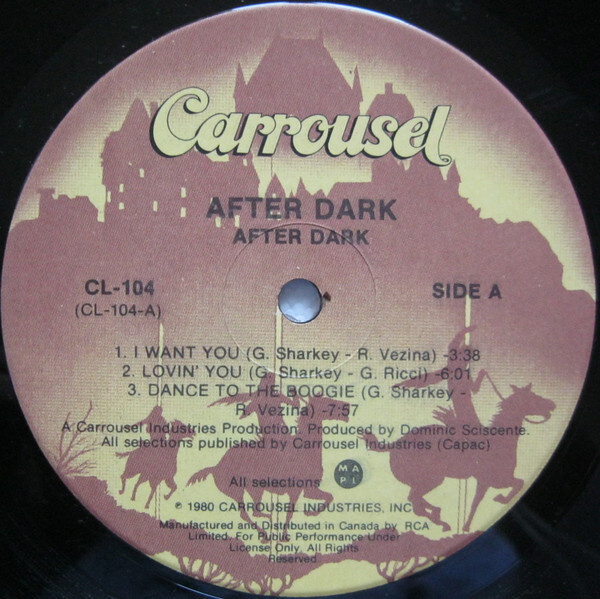 Carrousel
AFTER DARK
AFTER DARK
CL-104
(CL-104-A)
SIDE A
1. I WANT YOU (G. Sharkey - R. Vezina) -3:38
2. LOVIN' YOU (G. Sharkey - G. Ricci) -6:01
3. DANCE TO THE BOOGIE (G. Sharkey -
R. Vezina) -7:57
A Carrousel Industries Production. Produced by Dominic Sciscente.
All selections published by Carrousel Industries (Capac)
All selections
MA
PL
℗ 1980 CARROUSEL INDUSTRIES, INC.
Manufactured and Distributed in Canada by RCA
Limited. For Public Performance Under
License Only. All Rights
Reserved.